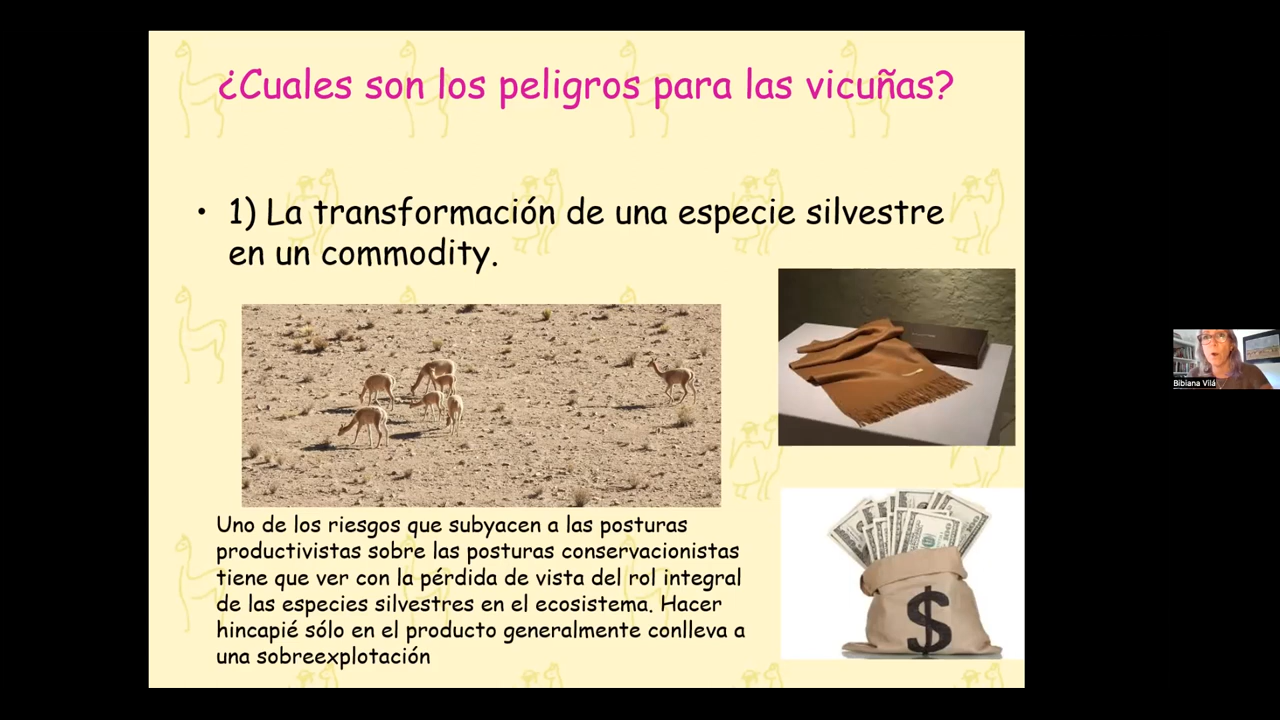 ¿Cuales son los peligros para las vicuñas?
• 1) La transformación de una especie silvestre
en un commodity.
Uno de los riesgos que subyacen a las posturas
productivistas sobre las posturas conservacionistas
tiene que ver con la pérdida de vista del rol integral
de las especies silvestres en el ecosistema. Hacer
hincapié sólo en el producto generalmente conlleva a
una sobreexplotación
$
Bibiana Vilá